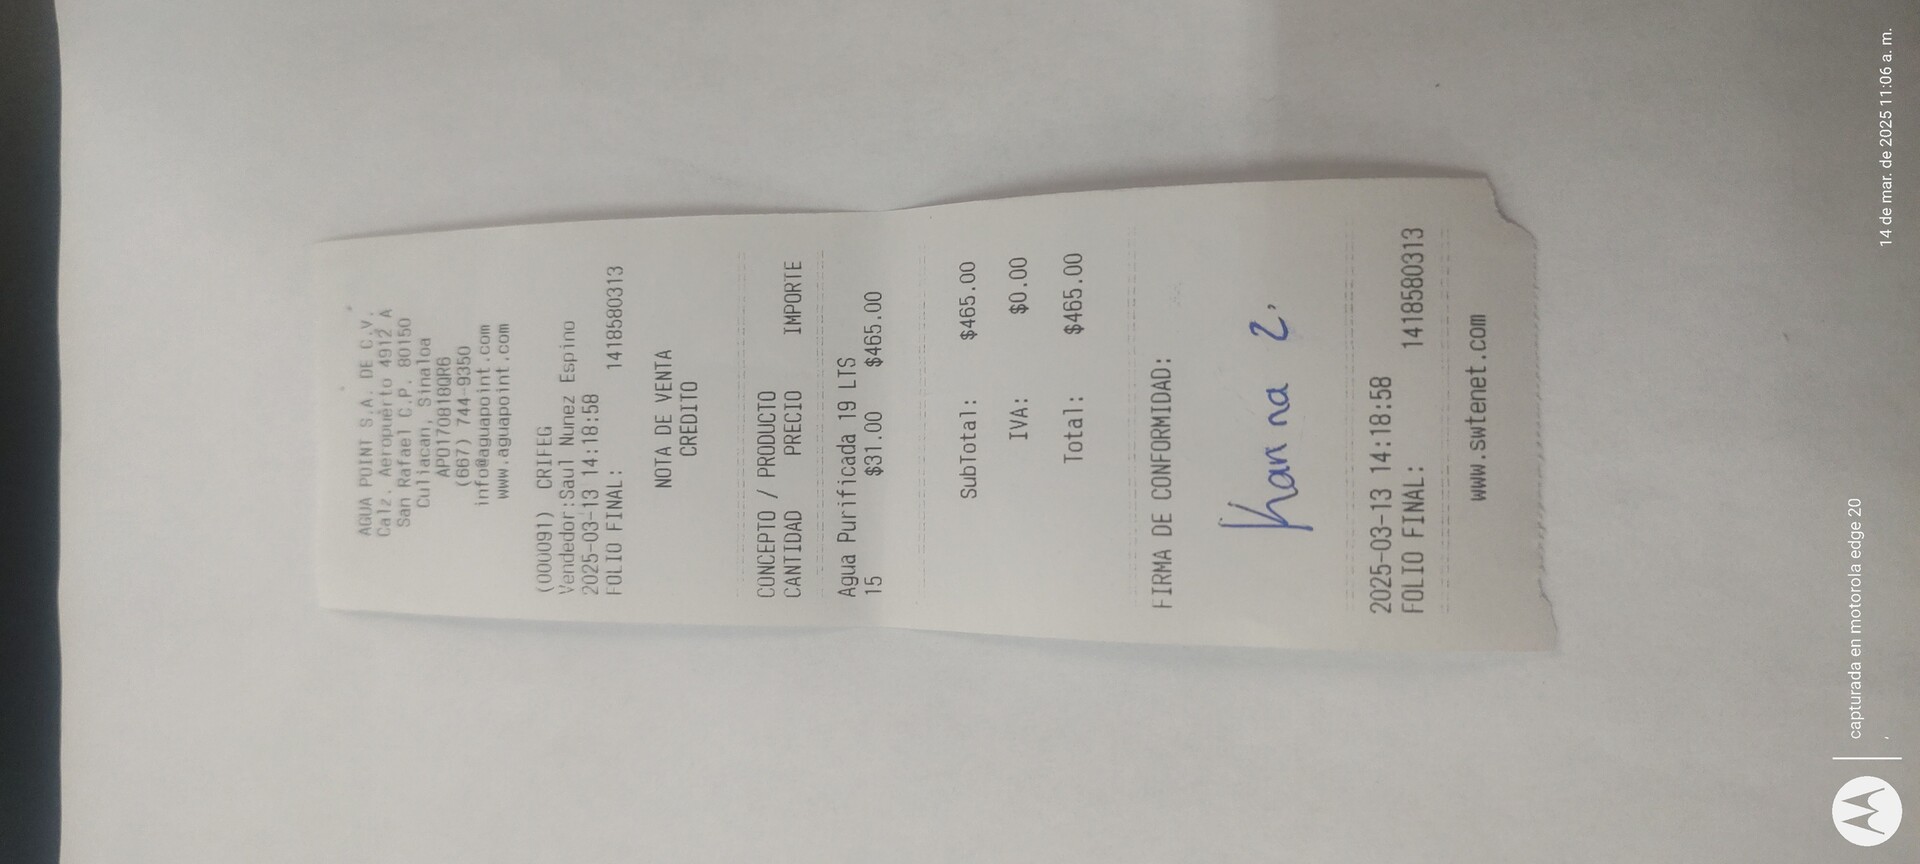 AGUA POINT S.A. DE C.V.
Calz. Aeropuerto 4912 A
San Rafael C.P. 80150
Culiacan, Sinaloa
APO170818QR6
(667) 744-9350
info@aguapoint.com
www.aguapoint.com
(000091) CRIFEG
Vendedor:Saul Nunez Espino
2025-03-13 14:18:58
FOLIO FINAL: 1418580313
NOTA DE VENTA
CREDITO
CONCEPTO / PRODUCTO
CANTIDAD PRECIO IMPORTE
Agua Purificada 19 LTS
15 $31.00 $465.00
SubTotal: $465.00
IVA: $0.00
Total: $465.00
FIRMA DE CONFORMIDAD:
2025-03-13 14:18:58
FOLIO FINAL: 1418580313
www.swtenet.com
capturada en motorola edge 20
14 de mar. de 2025 11:06 a. m.